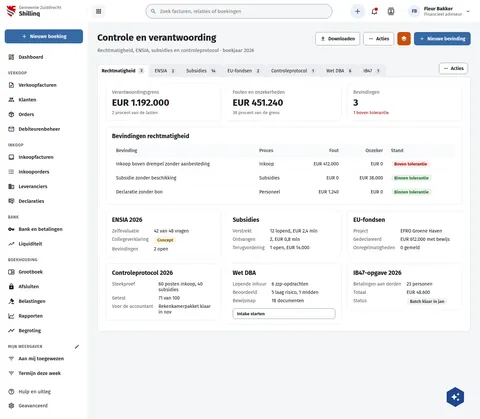 Gemeente Zuiddrecht
Shillinq
Zoek facturen, relaties of boekingen
FB
Fleur Bakker
Financieel adviseur
+ Nieuwe boeking
Dashboard
VERKOOP
Verkoopfacturen
Klanten
Orders
Debiteurenbeheer
INKOOP
Inkoopfacturen
Inkooporders
Leveranciers
Declaraties
BANK
Bank en betalingen
Liquiditeit
BOEKHOUDING
Grootboek
Afsluiten
Belastingen
Rapporten
Begroting
MIJN WEERGAVEN
Aan mij toegewezen
Termijn deze week
Hulp en uitleg
Geavanceerd
Controle en verantwoording
Rechtmatigheid, ENSIA, subsidies en controleprotocol · boekjaar 2026
Downloaden
Acties
+ Nieuwe bevinding
Rechtmatigheid 3
ENSIA 2
Subsidies 14
EU-fondsen 2
Controleprotocol 1
Wet DBA 6
IB47 1
Acties
Verantwoordingsgrens
EUR 1.192.000
2 procent van de lasten
Fouten en onzekerheden
EUR 451.240
38 procent van de grens
Bevindingen
3
1 boven tolerantie
Bevindingen rechtmatigheid
Bevinding Proces Fout Onzeker Stand
Inkoop boven drempel zonder aanbesteding Inkoop EUR 412.000 EUR 0 Boven tolerantie
Subsidie zonder beschikking Subsidies EUR 0 EUR 38.000 Binnen tolerantie
Declaratie zonder bon Personeel EUR 1.240 EUR 0 Binnen tolerantie
ENSIA 2026
Zelfevaluatie 42 van 48 vragen
Collegeverklaring Concept
Bevindingen 2 open
Subsidies
Verstrekt 12 lopend, EUR 2,4 mln
Ontvangen 2, EUR 0,8 mln
Terugvordering 1 open, EUR 14.000
EU-fondsen
Project EFRO Groene Haven
Gedeclareerd EUR 612.000 met bewijs
Onregelmatigheden 0 gemeld
Controleprotocol 2026
Steekproef 60 posten inkoop, 40
subsidies
Getest 71 van 100
Voor de accountant Rekenkamerpakket klaar
in nov
Wet DBA
Lopende inhuur 6 zzp-opdrachten
Beoordeeld 5 laag risico, 1 midden
Bewijsmap 18 documenten
Intake starten
IB47-opgave 2026
Betalingen aan derden 23 personen
Totaal EUR 48.600
Status Batch klaar in jan